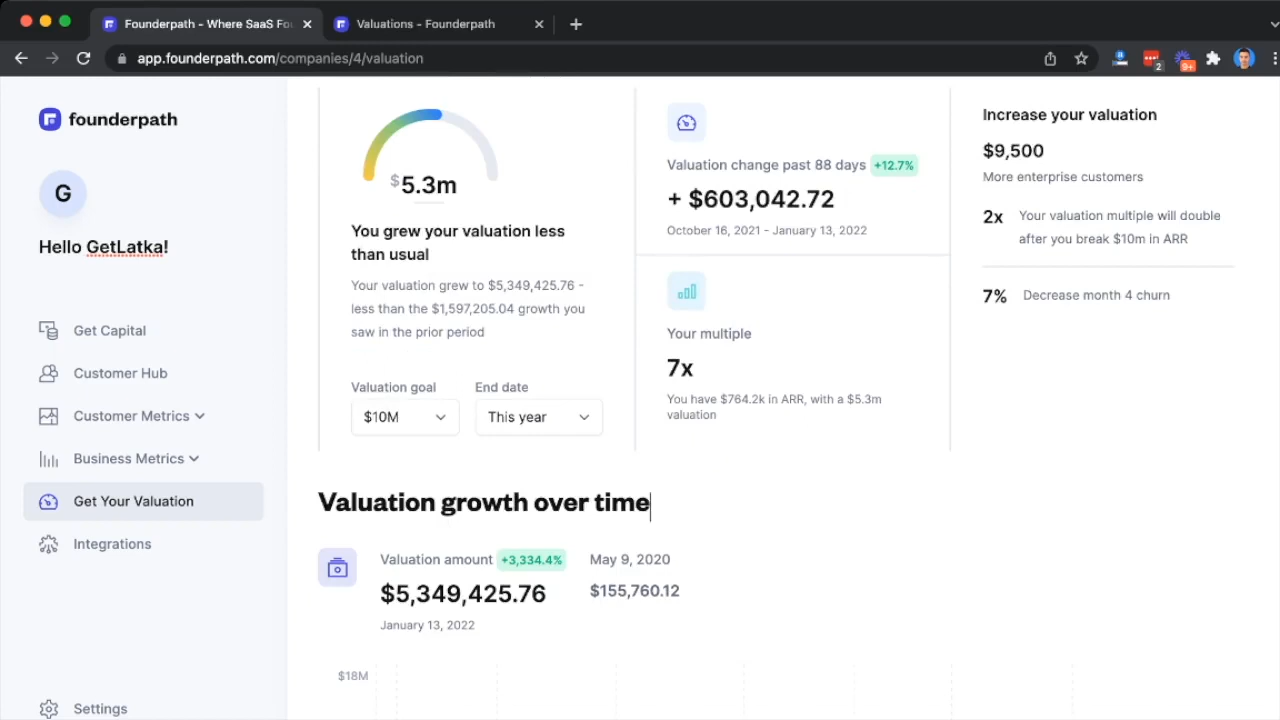 Founderpath - Where SaaS Fou
Valuations - Founderpath
app.founderpath.com/companies/4/valuation
2
9+
founderpath
G
Hello GetLatka!
Get Capital
Customer Hub
Customer Metrics
Business Metrics
Get Your Valuation
Integrations
Settings
$5.3m
You grew your valuation less
than usual
Your valuation grew to $5,349,425.76 -
less than the $1,597,205.04 growth you
saw in the prior period
Valuation goal
End date
$10M
This year
Valuation change past 88 days +12.7%
+ $603,042.72
October 16, 2021 - January 13, 2022
Your multiple
7x
You have $764.2k in ARR, with a $5.3m
valuation
Increase your valuation
$9,500
More enterprise customers
2x Your valuation multiple will double
after you break $10m in ARR
7% Decrease month 4 churn
Valuation growth over time
Valuation amount +3,334.4%
$5,349,425.76
January 13, 2022
May 9, 2020
$155,760.12
$18M